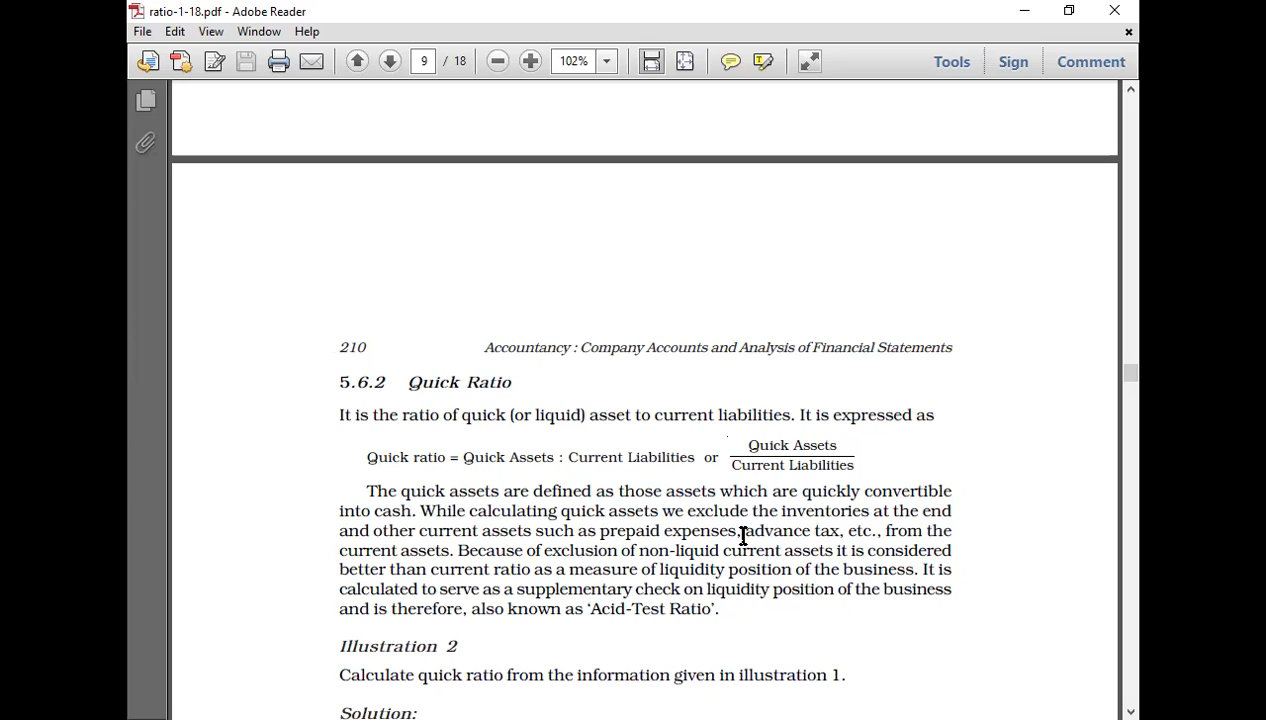 ratio-1-18.pdf - Adobe Reader
File Edit View Window Help
9 / 18 102% Tools Sign Comment
210 Accountancy : Company Accounts and Analysis of Financial Statements
5.6.2 Quick Ratio
It is the ratio of quick (or liquid) asset to current liabilities. It is expressed as
Quick ratio = Quick Assets : Current Liabilities or Quick Assets
Current Liabilities
The quick assets are defined as those assets which are quickly convertible
into cash. While calculating quick assets we exclude the inventories at the end
and other current assets such as prepaid expenses, advance tax, etc., from the
current assets. Because of exclusion of non-liquid current assets it is considered
better than current ratio as a measure of liquidity position of the business. It is
calculated to serve as a supplementary check on liquidity position of the business
and is therefore, also known as ‘Acid-Test Ratio’.
Illustration 2
Calculate quick ratio from the information given in illustration 1.
Solution: